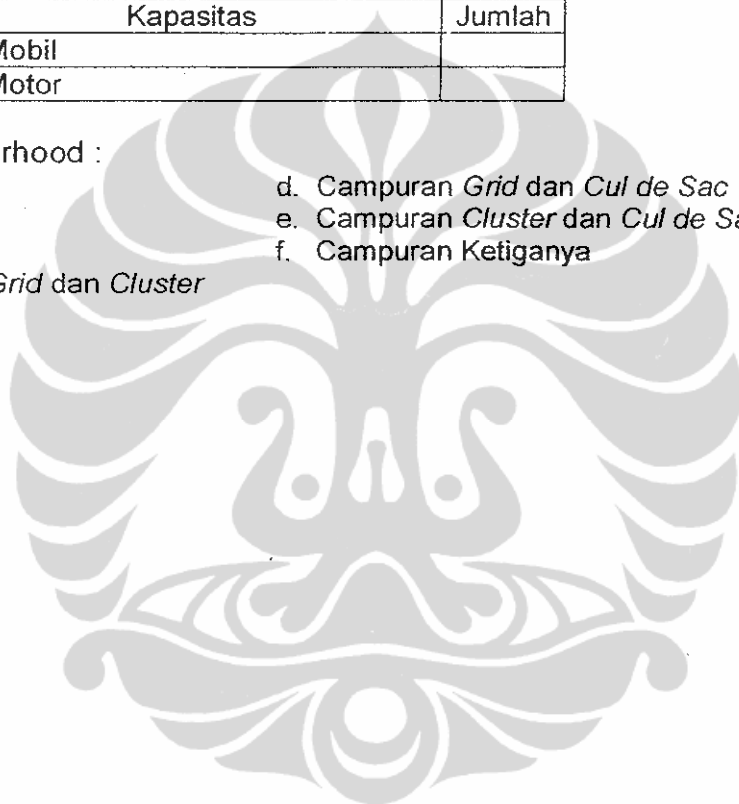 Kapasitas Jumlah
Mobil
Motor
rhood :
d. Campuran Grid dan Cul de Sac
e. Campuran Cluster dan Cul de Sa
f. Campuran Ketiganya
Grid dan Cluster